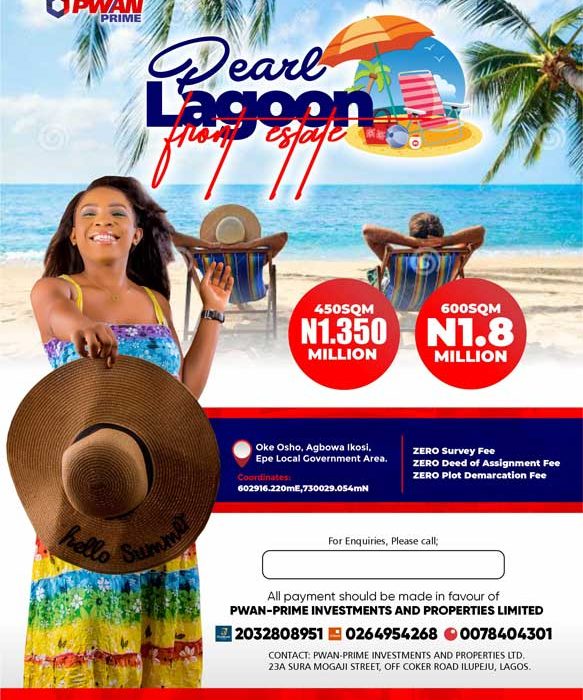 PWAN
PRIME
Pearl
Lagoon
front estate
450SQM
N1.350
MILLION
600SQM
N1.8
MILLION
Oke Osho, Agbowa Ikosi,
Epe Local Government Area.
Coordinates:
602916.220mE,730029.054mN
ZERO Survey Fee
ZERO Deed of Assignment Fee
ZERO Plot Demarcation Fee
hello Summer
For Enquiries, Please call;
All payment should be made in favour of
PWAN-PRIME INVESTMENTS AND PROPERTIES LIMITED
2032808951 0264954268 0078404301
CONTACT: PWAN-PRIME INVESTMENTS AND PROPERTIES LTD.
23A SURA MOGAJI STREET, OFF COKER ROAD ILUPEJU, LAGOS.